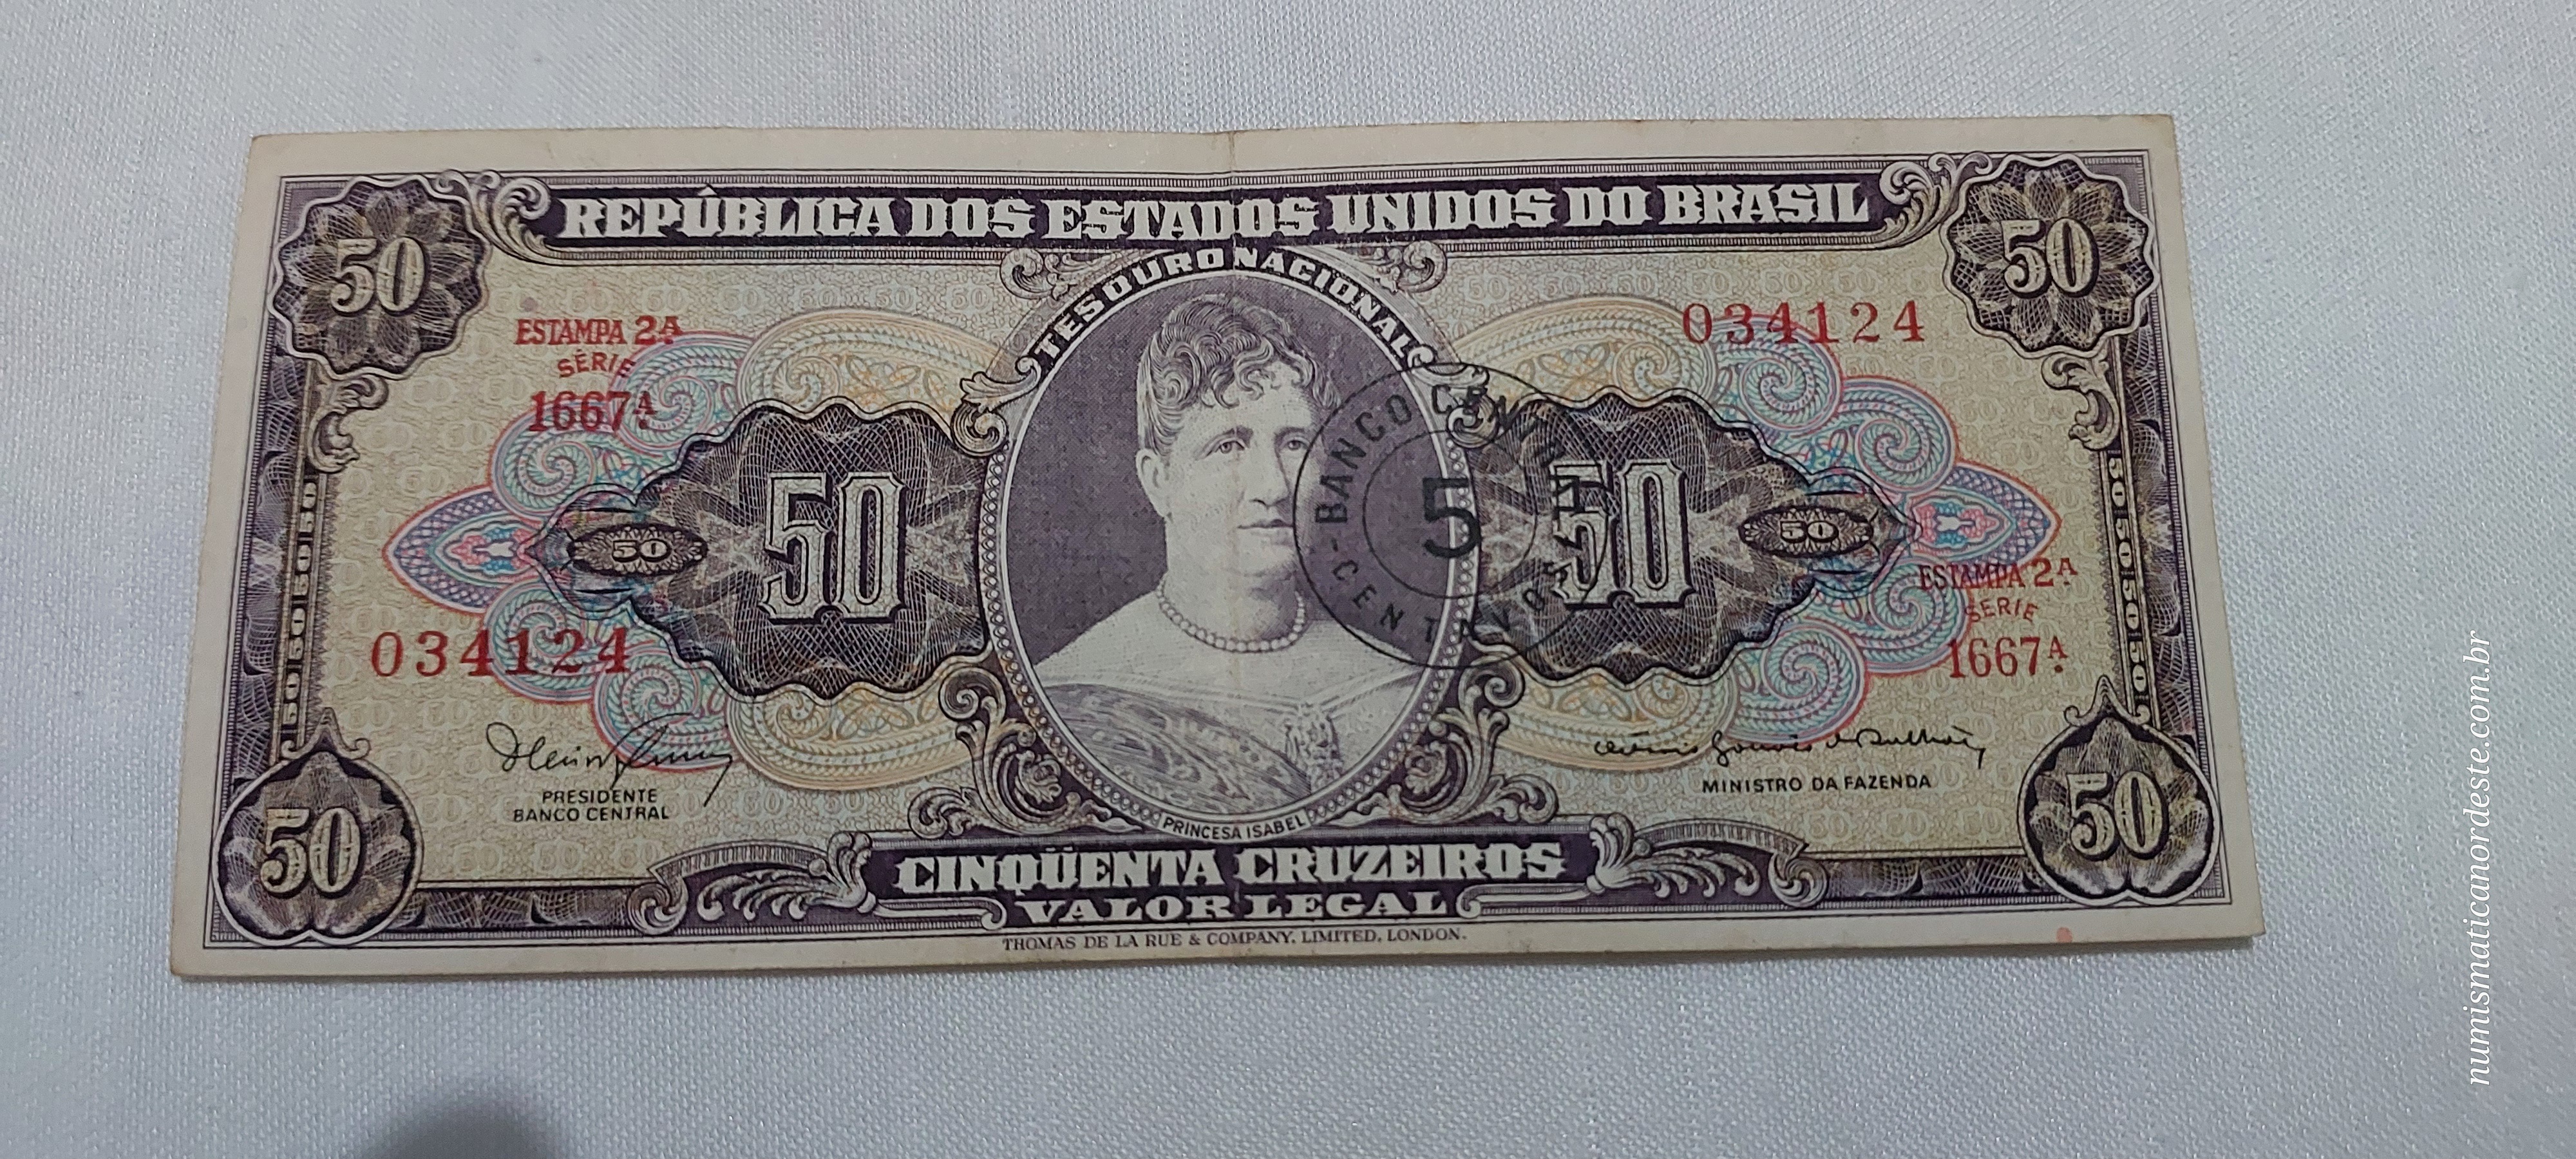 50
REPÚBLICA DOS ESTADOS UNIDOS DO BRASIL
50
TESOURO NACIONAL
ESTAMPA 2A
SÉRIE
1667A
034124
50
50
BANCO CENTRAL
5
CENTAVOS
50
50
034124
ESTAMPA 2A
SÉRIE
1667A
PRESIDENTE
BANCO CENTRAL
MINISTRO DA FAZENDA
PRINCESA ISABEL
50
CINQÜENTA CRUZEIROS
VALOR LEGAL
50
THOMAS DE LA RUE & COMPANY, LIMITED, LONDON.
numismaticanordeste.com.br